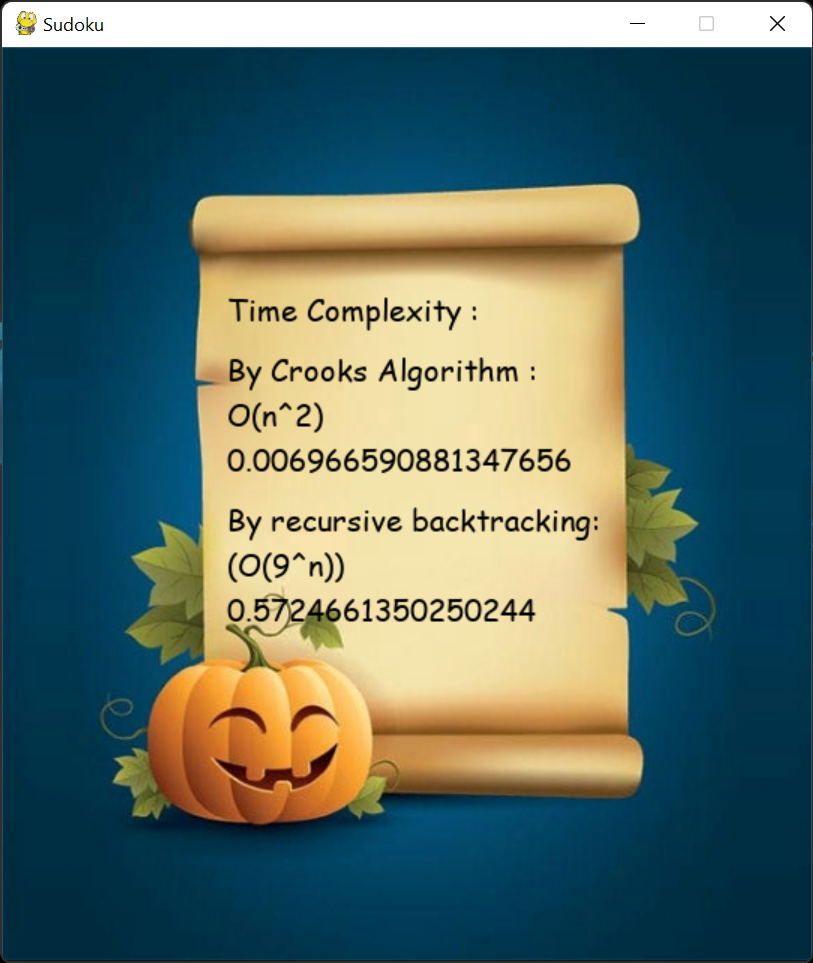 Sudoku
Time Complexity :
By Crooks Algorithm :
O(n^2)
0.006966590881347656
By recursive backtracking:
(O(9^n))
0.5724661350250244